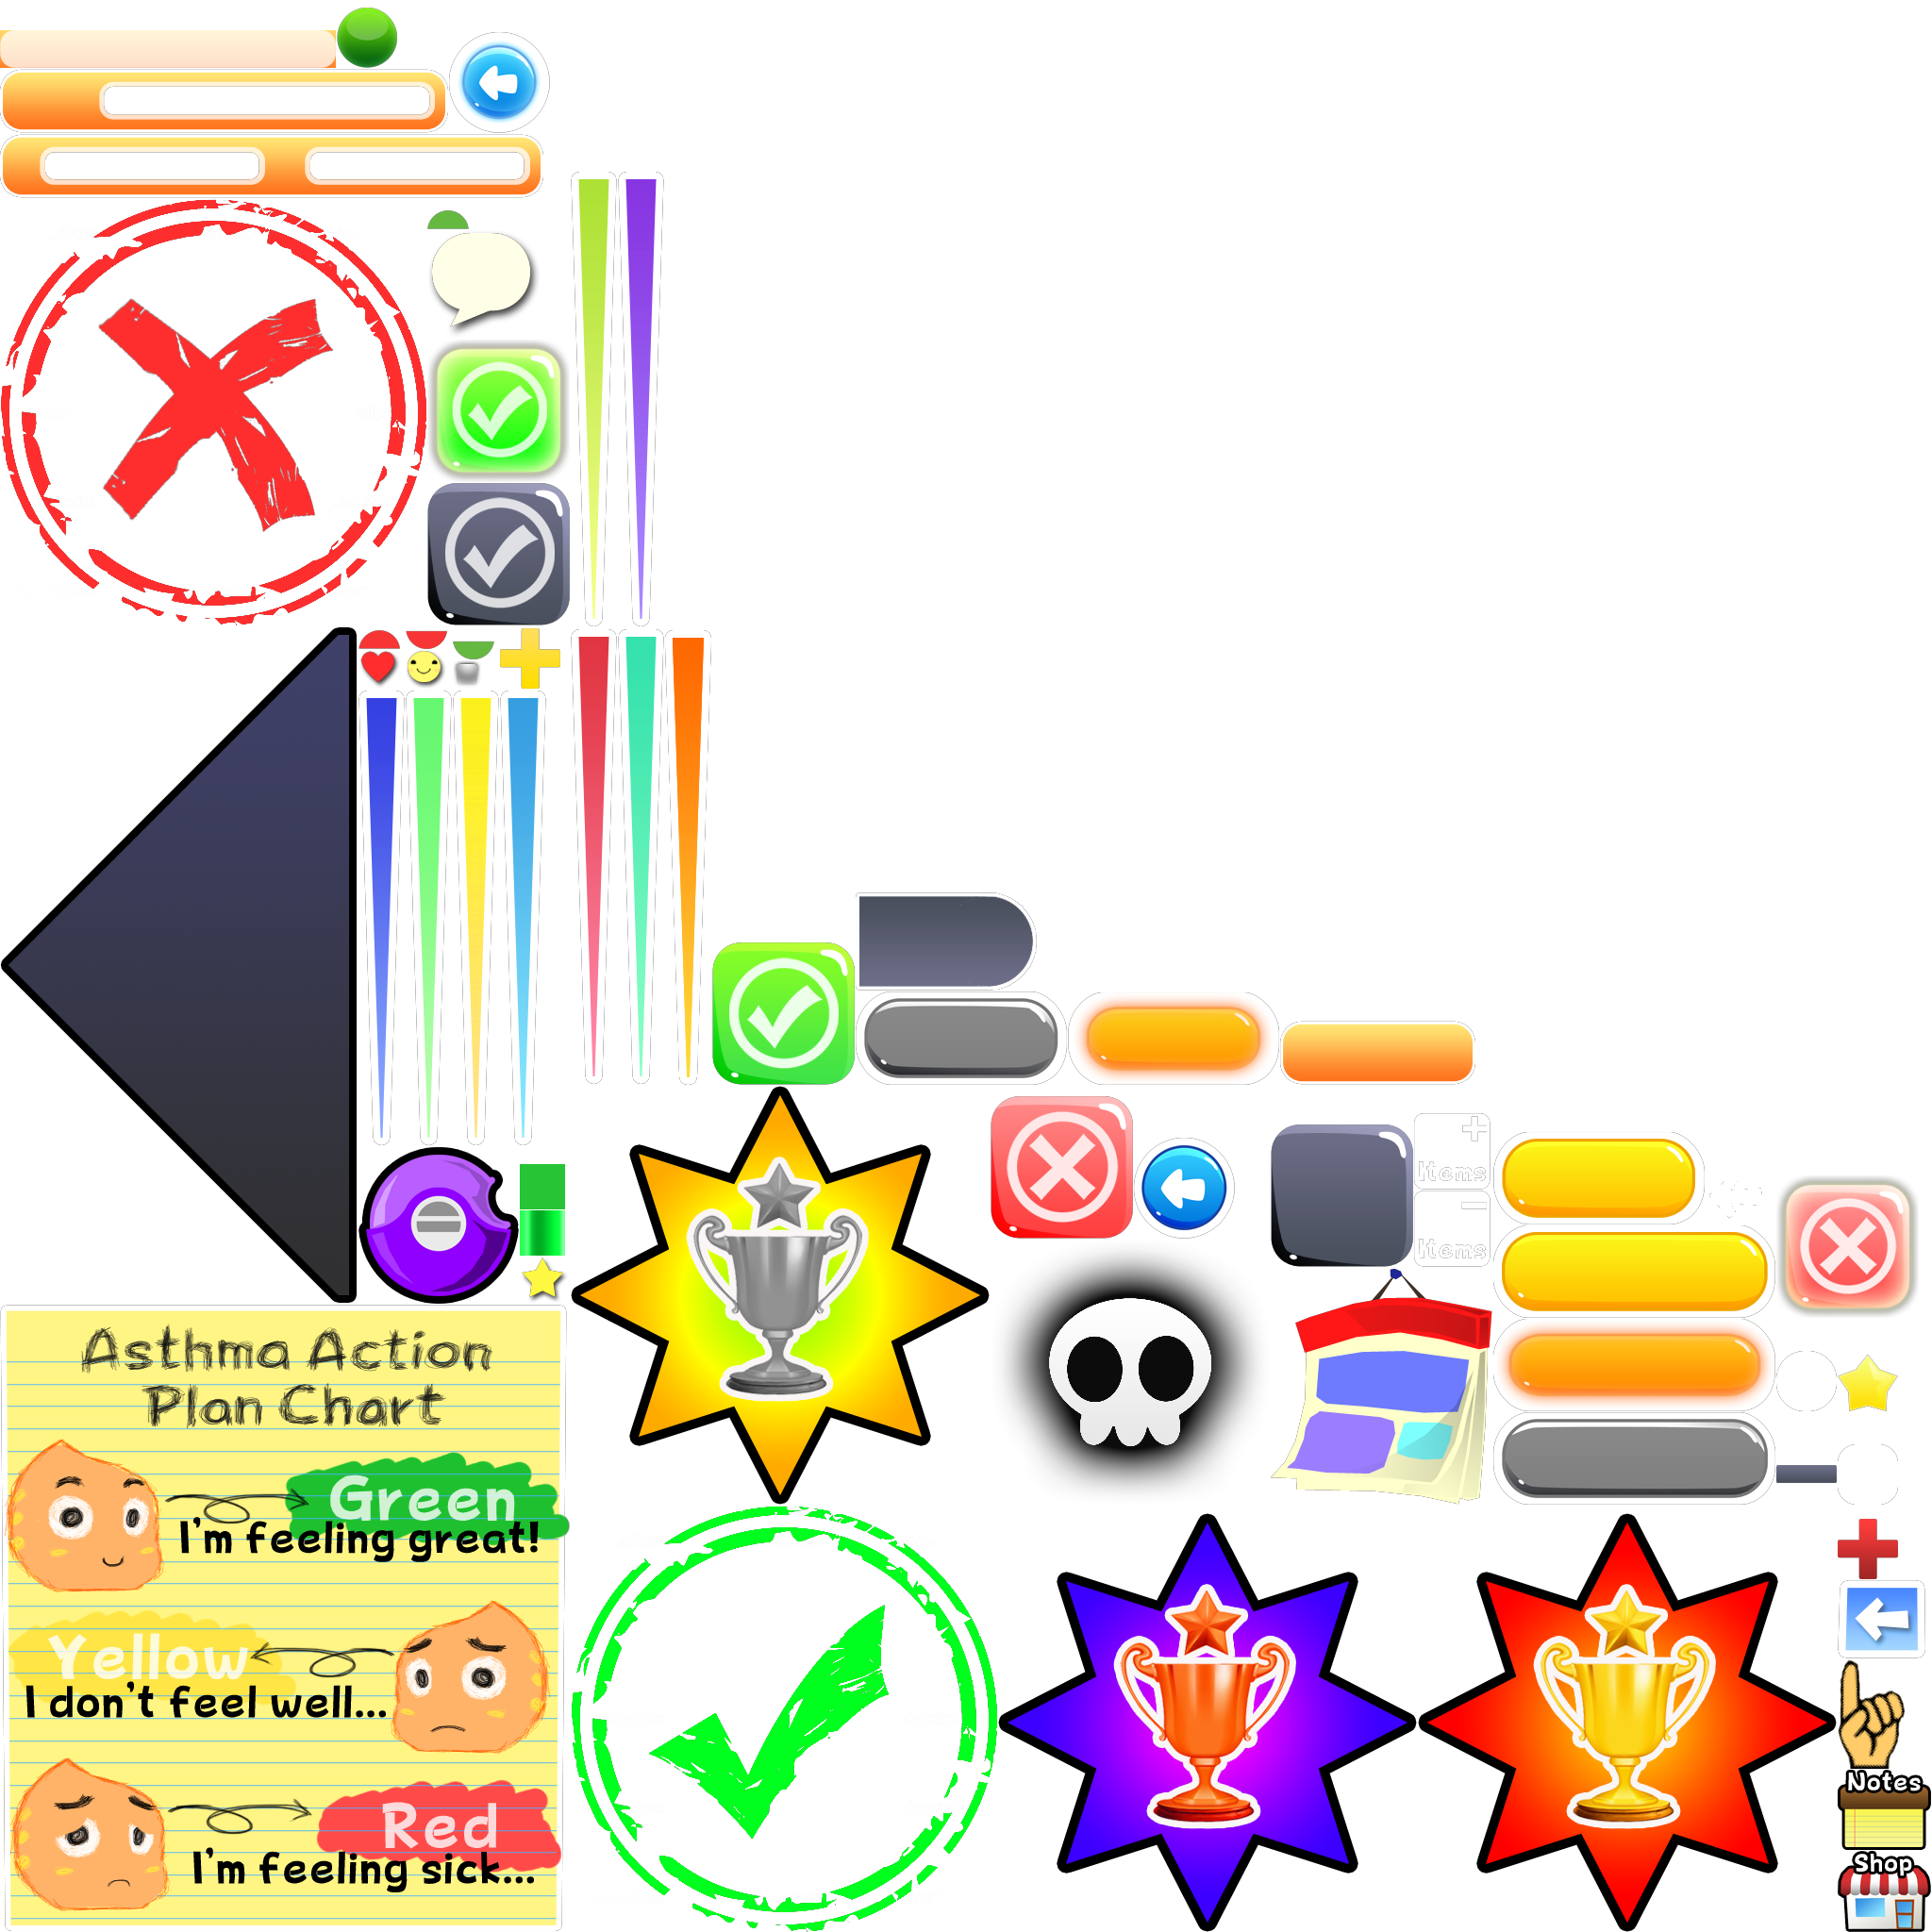 +
Items
−
Items
Asthma Action
Plan Chart
Green
I'm feeling great!
Yellow
I don't feel well...
Red
I'm feeling sick...
Notes
Shop